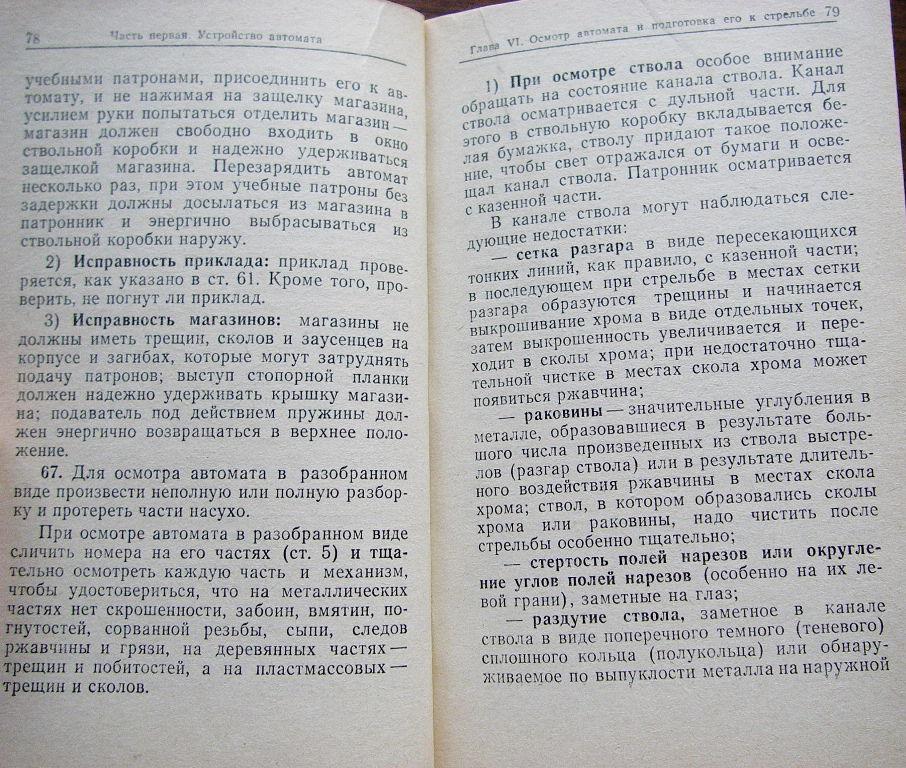 78
Часть первая. Устройство автомата
учебными патронами, присоединить его к ав-
томату, и не нажимая на защелку магазина,
усилием руки попытаться отделить магазин —
магазин должен свободно входить в окно
ствольной коробки и надежно удерживаться
защелкой магазина. Перезарядить автомат
несколько раз, при этом учебные патроны без
задержки должны досылаться из магазина в
патронник и энергично выбрасываться из
ствольной коробки наружу.
2) Исправность приклада: приклад прове-
ряется, как указано в ст. 61. Кроме того, про-
верить, не погнут ли приклад.
3) Исправность магазинов: магазины не
должны иметь трещин, сколов и заусенцев на
корпусе и загибах, которые могут затруднять
подачу патронов; выступ стопорной планки
должен надежно удерживать крышку магази-
на; подаватель под действием пружины дол-
жен энергично возвращаться в верхнее поло-
жение.
67. Для осмотра автомата в разобранном
виде произвести неполную или полную разбор-
ку и протереть части насухо.
При осмотре автомата в разобранном виде
сличить номера на его частях (ст. 5) и тща-
тельно осмотреть каждую часть и механизм,
чтобы удостовериться, что на металлических
частях нет скрошенности, забоин, вмятин, по-
гнутостей, сорванной резьбы, сыпи, следов
ржавчины и грязи, на деревянных частях —
трещин и побитостей, а на пластмассовых —
трещин и сколов.
Глава VI. Осмотр автомата и подготовка его к стрельбе 79
1) При осмотре ствола особое внимание
обращать на состояние канала ствола. Канал
ствола осматривается с дульной части. Для
этого в ствольную коробку вкладывается бе-
лая бумажка, стволу придают такое положе-
ние, чтобы свет отражался от бумаги и осве-
щал канал ствола. Патронник осматривается
с казенной части.
В канале ствола могут наблюдаться сле-
дующие недостатки:
— сетка разгара в виде пересекающихся
тонких линий, как правило, с казенной части;
в последующем при стрельбе в местах сетки
разгара образуются трещины и начинается
выкрошивание хрома в виде отдельных точек,
затем выкрошенность увеличивается и пере-
ходит в сколы хрома; при недостаточно тща-
тельной чистке в местах скола хрома может
появиться ржавчина;
— раковины — значительные углубления в
металле, образовавшиеся в результате боль-
шого числа произведенных из ствола выстре-
лов (разгар ствола) или в результате длитель-
ного воздействия ржавчины в местах скола
хрома; ствол, в котором образовались сколы
хрома или раковины, надо чистить после
стрельбы особенно тщательно;
— стертость полей нарезов или округле-
ние углов полей нарезов (особенно на их ле-
вой грани), заметные на глаз;
— раздутие ствола, заметное в канале
ствола в виде поперечного темного (теневого)
сплошного кольца (полукольца) или обнару-
живаемое по выпуклости металла на наружной